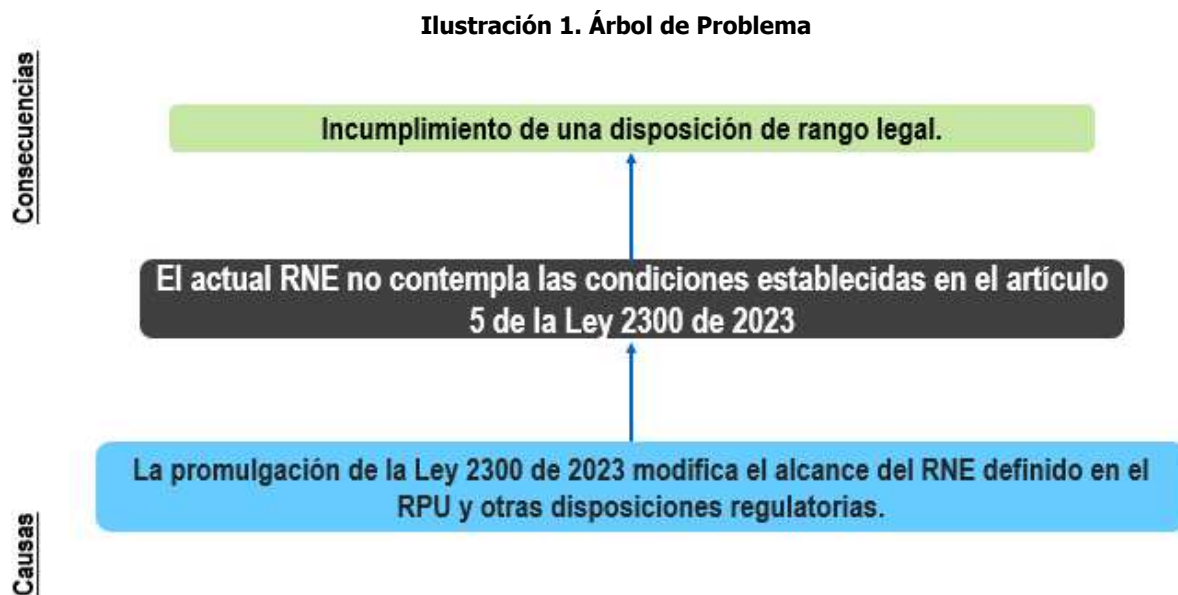 Ilustración 1. Árbol de Problema
Consecuencias
Incumplimiento de una disposición de rango legal.
El actual RNE no contempla las condiciones establecidas en el artículo
5 de la Ley 2300 de 2023
La promulgación de la Ley 2300 de 2023 modifica el alcance del RNE definido en el
RPU y otras disposiciones regulatorias.
Causas